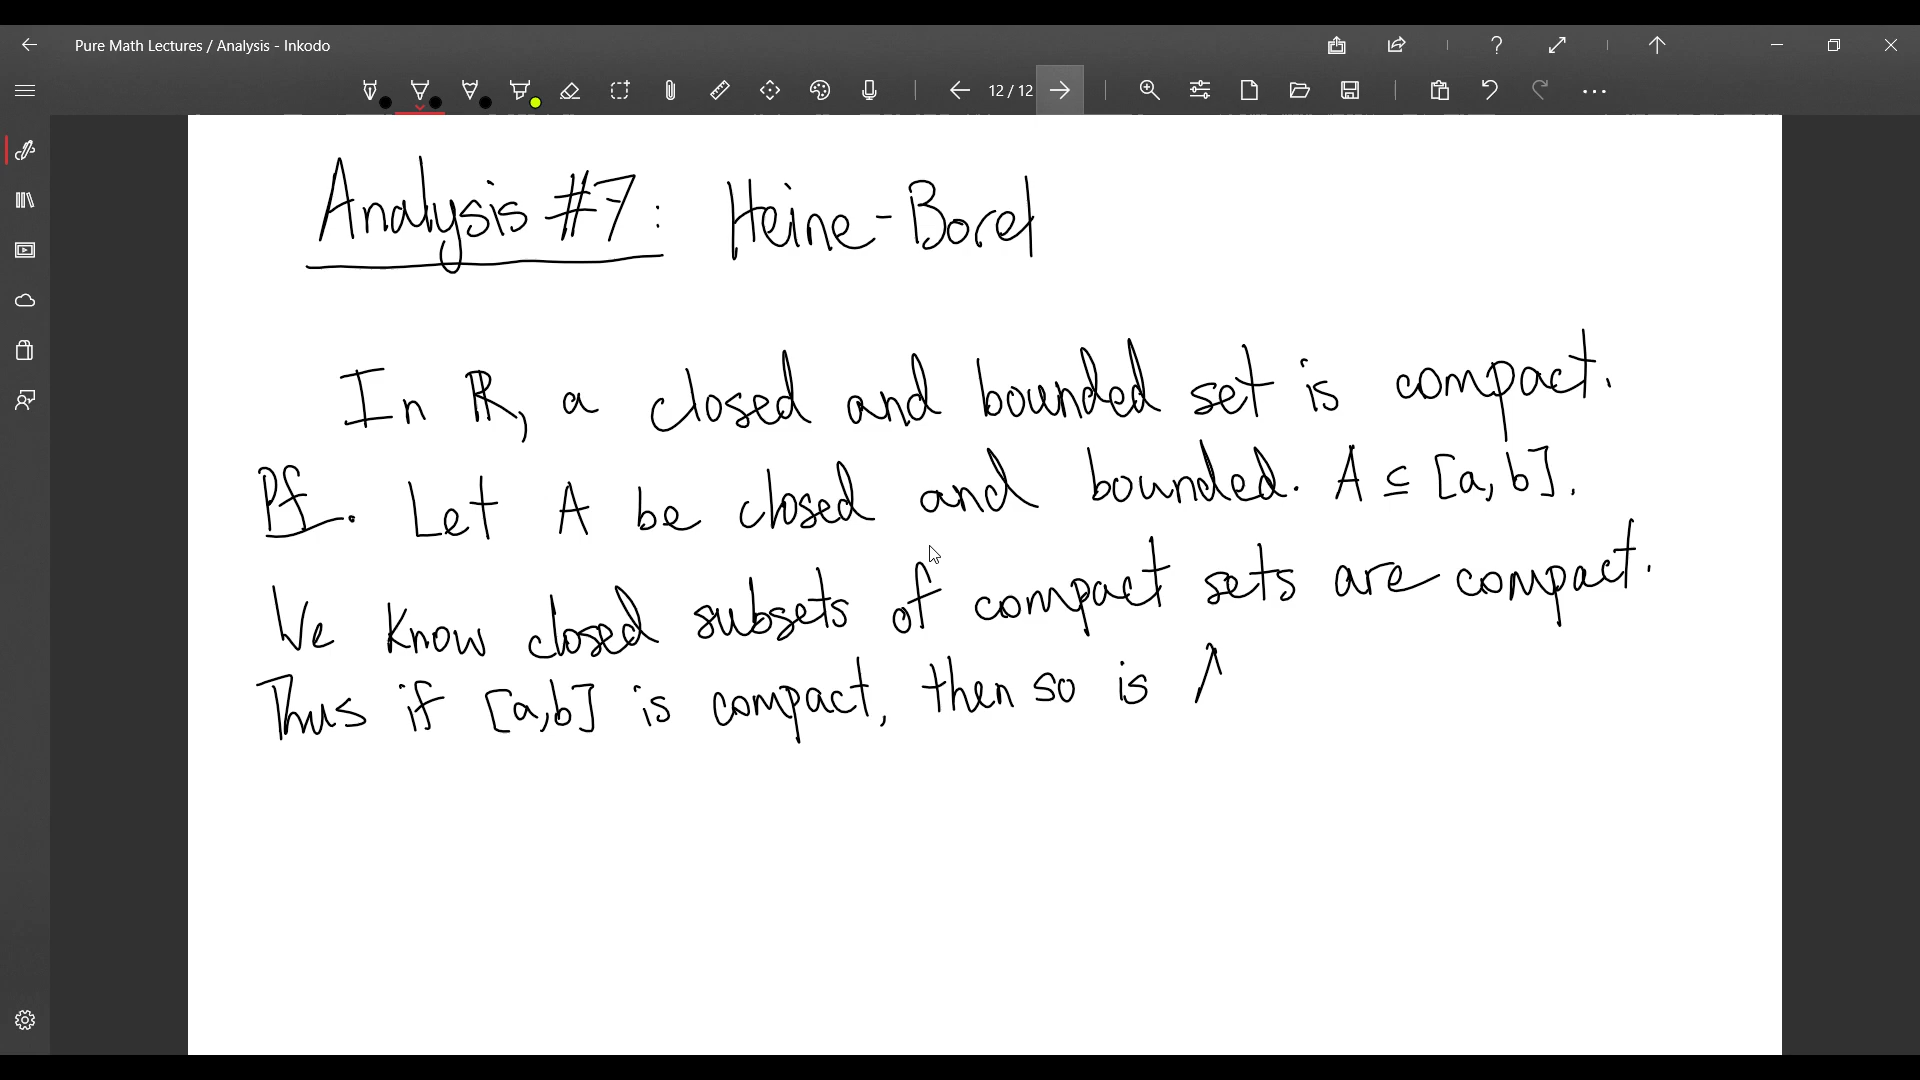 Pure Math Lectures / Analysis - Inkodo
12 / 12
Analysis #7: Heine-Borel
In ℝ, a closed and bounded set is compact.
Pf. Let A be closed and bounded. A ⊆ [a, b].
We know closed subsets of compact sets are compact.
Thus if [a,b] is compact, then so is